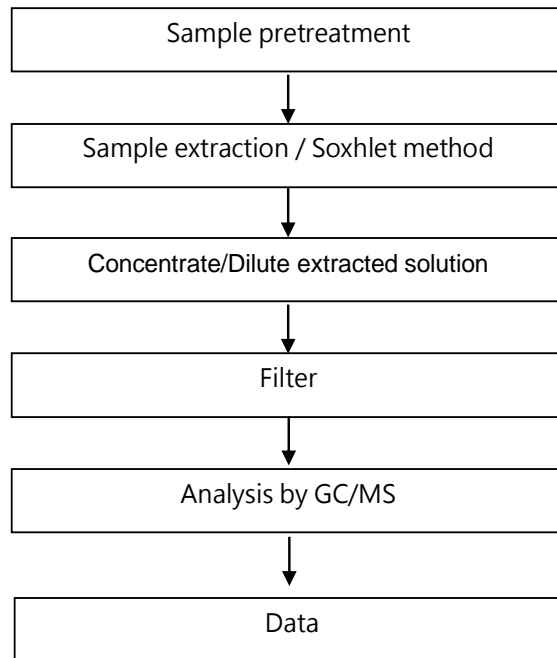 Sample pretreatment
Sample extraction / Soxhlet method
Concentrate/Dilute extracted solution
Filter
Analysis by GC/MS
Data